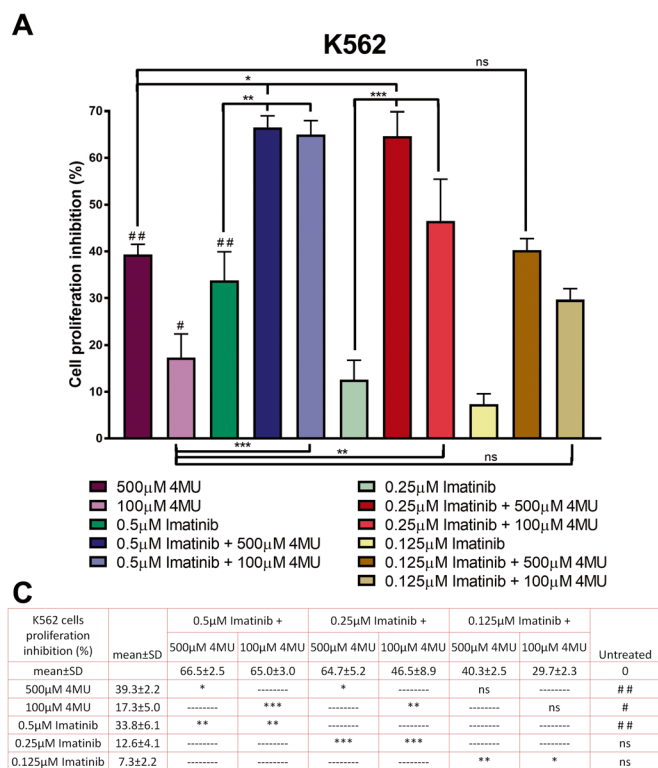 A
K562
ns
*
**
***
Cell proliferation inhibition (%)
70
60
50
40
30
20
10
0
##
#
##
***
**
ns
500µM 4MU
100µM 4MU
0.5µM Imatinib
0.5µM Imatinib + 500µM 4MU
0.5µM Imatinib + 100µM 4MU
0.25µM Imatinib
0.25µM Imatinib + 500µM 4MU
0.25µM Imatinib + 100µM 4MU
0.125µM Imatinib
0.125µM Imatinib + 500µM 4MU
0.125µM Imatinib + 100µM 4MU
C
K562 cells proliferation inhibition (%) mean±SD 0.5µM Imatinib + 0.25µM Imatinib + 0.125µM Imatinib + Untreated
500µM 4MU 100µM 4MU 500µM 4MU 100µM 4MU 500µM 4MU 100µM 4MU
mean±SD 66.5±2.5 65.0±3.0 64.7±5.2 46.5±8.9 40.3±2.5 29.7±2.3 0
500µM 4MU 39.3±2.2 * -------- * -------- ns -------- ##
100µM 4MU 17.3±5.0 -------- *** -------- ** -------- ns #
0.5µM Imatinib 33.8±6.1 ** ** -------- -------- -------- -------- ##
0.25µM Imatinib 12.6±4.1 -------- -------- *** *** -------- -------- ns
0.125µM Imatinib 7.3±2.2 -------- -------- -------- -------- ** * ns